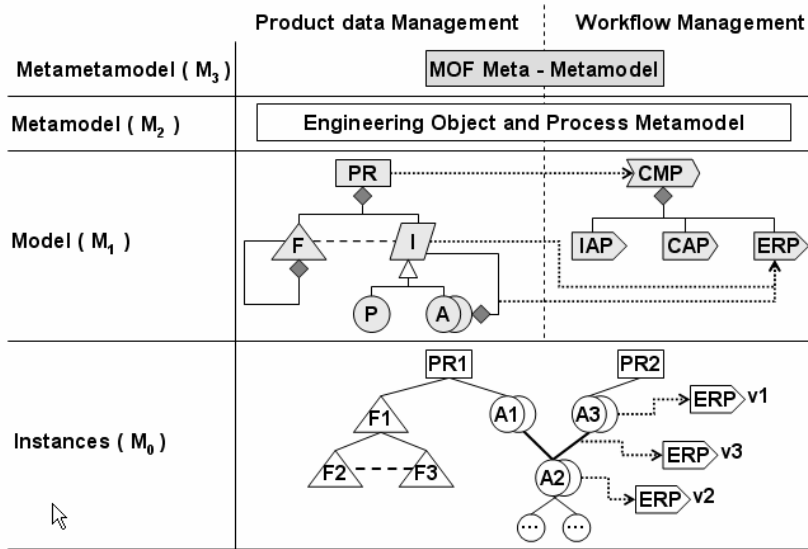 Product data Management
Workflow Management
Metametamodel ( M3 )
MOF Meta - Metamodel
Metamodel ( M2 )
Engineering Object and Process Metamodel
Model ( M1 )
PR
CMP
F
I
IAP
CAP
ERP
P
A
Instances ( M0 )
PR1
PR2
F1
A1
A3
ERP v1
F2
F3
A2
ERP v3
ERP v2
...
...